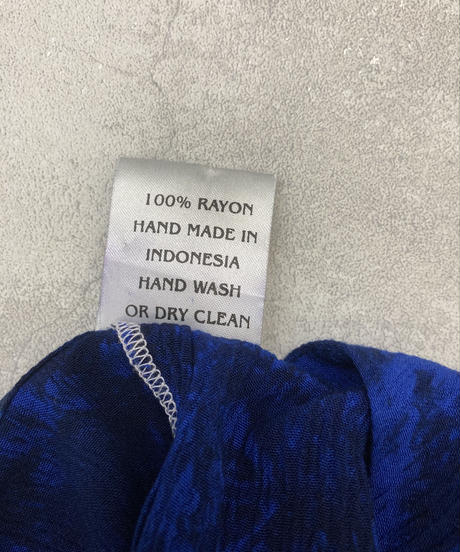 100% RAYON
HAND MADE IN
INDONESIA
HAND WASH
OR DRY CLEAN